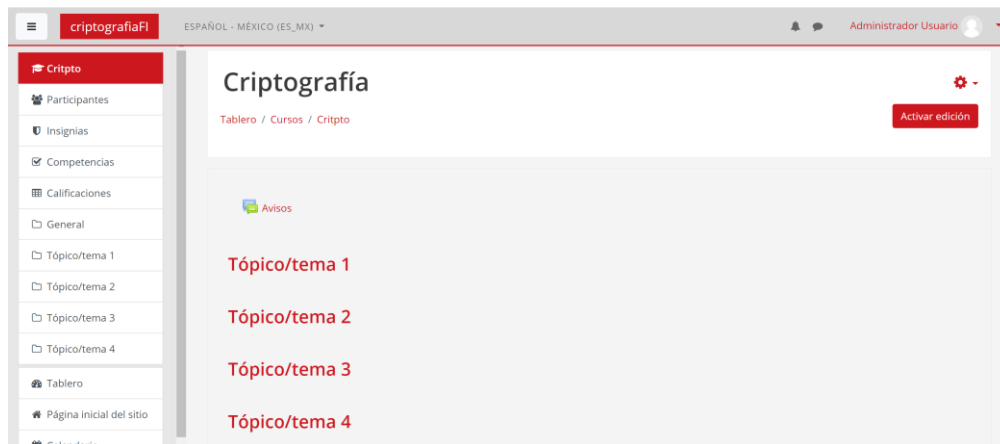 criptografiaFI
ESPAÑOL - MÉXICO (ES_MX)
Administrador Usuario
Critpto
Participantes
Insignias
Competencias
Calificaciones
General
Tópico/tema 1
Tópico/tema 2
Tópico/tema 3
Tópico/tema 4
Tablero
Página inicial del sitio
Calendario
Criptografía
Tablero / Cursos / Critpto
Activar edición
Avisos
Tópico/tema 1
Tópico/tema 2
Tópico/tema 3
Tópico/tema 4